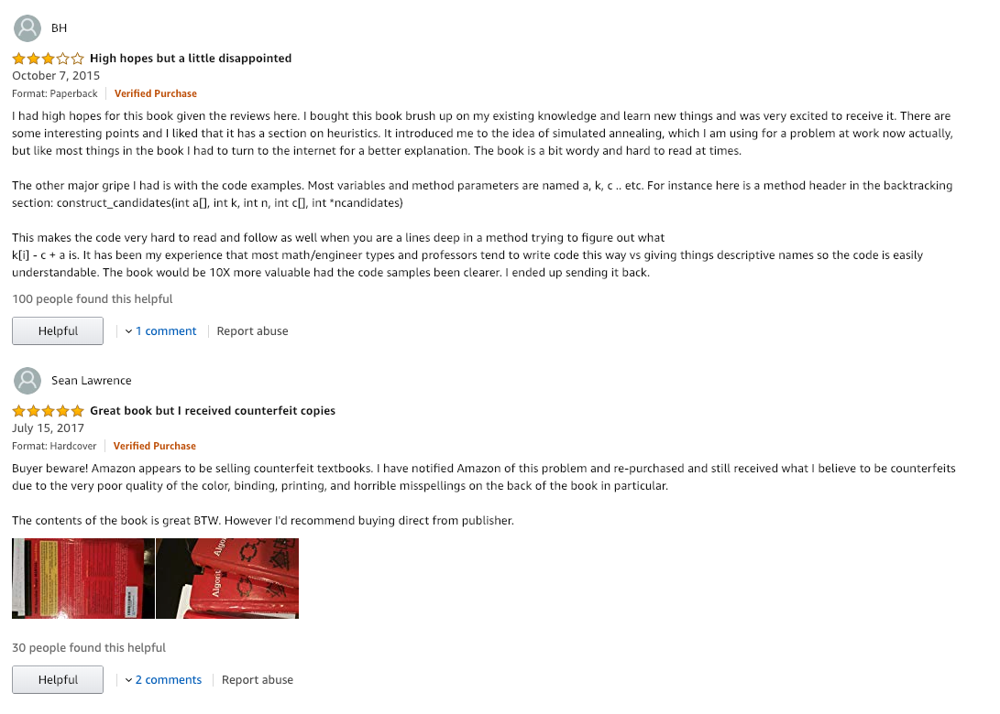 BH
High hopes but a little disappointed
October 7, 2015
Format: Paperback Verified Purchase
I had high hopes for this book given the reviews here. I bought this book brush up on my existing knowledge and learn new things and was very excited to receive it. There are
some interesting points and I liked that it has a section on heuristics. It introduced me to the idea of simulated annealing, which I am using for a problem at work now actually,
but like most things in the book I had to turn to the internet for a better explanation. The book is a bit wordy and hard to read at times.
The other major gripe I had is with the code examples. Most variables and method parameters are named a, k, c .. etc. For instance here is a method header in the backtracking
section: construct_candidates(int a[], int k, int n, int c[], int *ncandidates)
This makes the code very hard to read and follow as well when you are a lines deep in a method trying to figure out what
k[i] - c + a is. It has been my experience that most math/engineer types and professors tend to write code this way vs giving things descriptive names so the code is easily
understandable. The book would be 10X more valuable had the code samples been clearer. I ended up sending it back.
100 people found this helpful
Helpful 1 comment Report abuse
Sean Lawrence
Great book but I received counterfeit copies
July 15, 2017
Format: Hardcover Verified Purchase
Buyer beware! Amazon appears to be selling counterfeit textbooks. I have notified Amazon of this problem and re-purchased and still received what I believe to be counterfeits
due to the very poor quality of the color, binding, printing, and horrible misspellings on the back of the book in particular.
The contents of the book is great BTW. However I'd recommend buying direct from publisher.
30 people found this helpful
Helpful 2 comments Report abuse